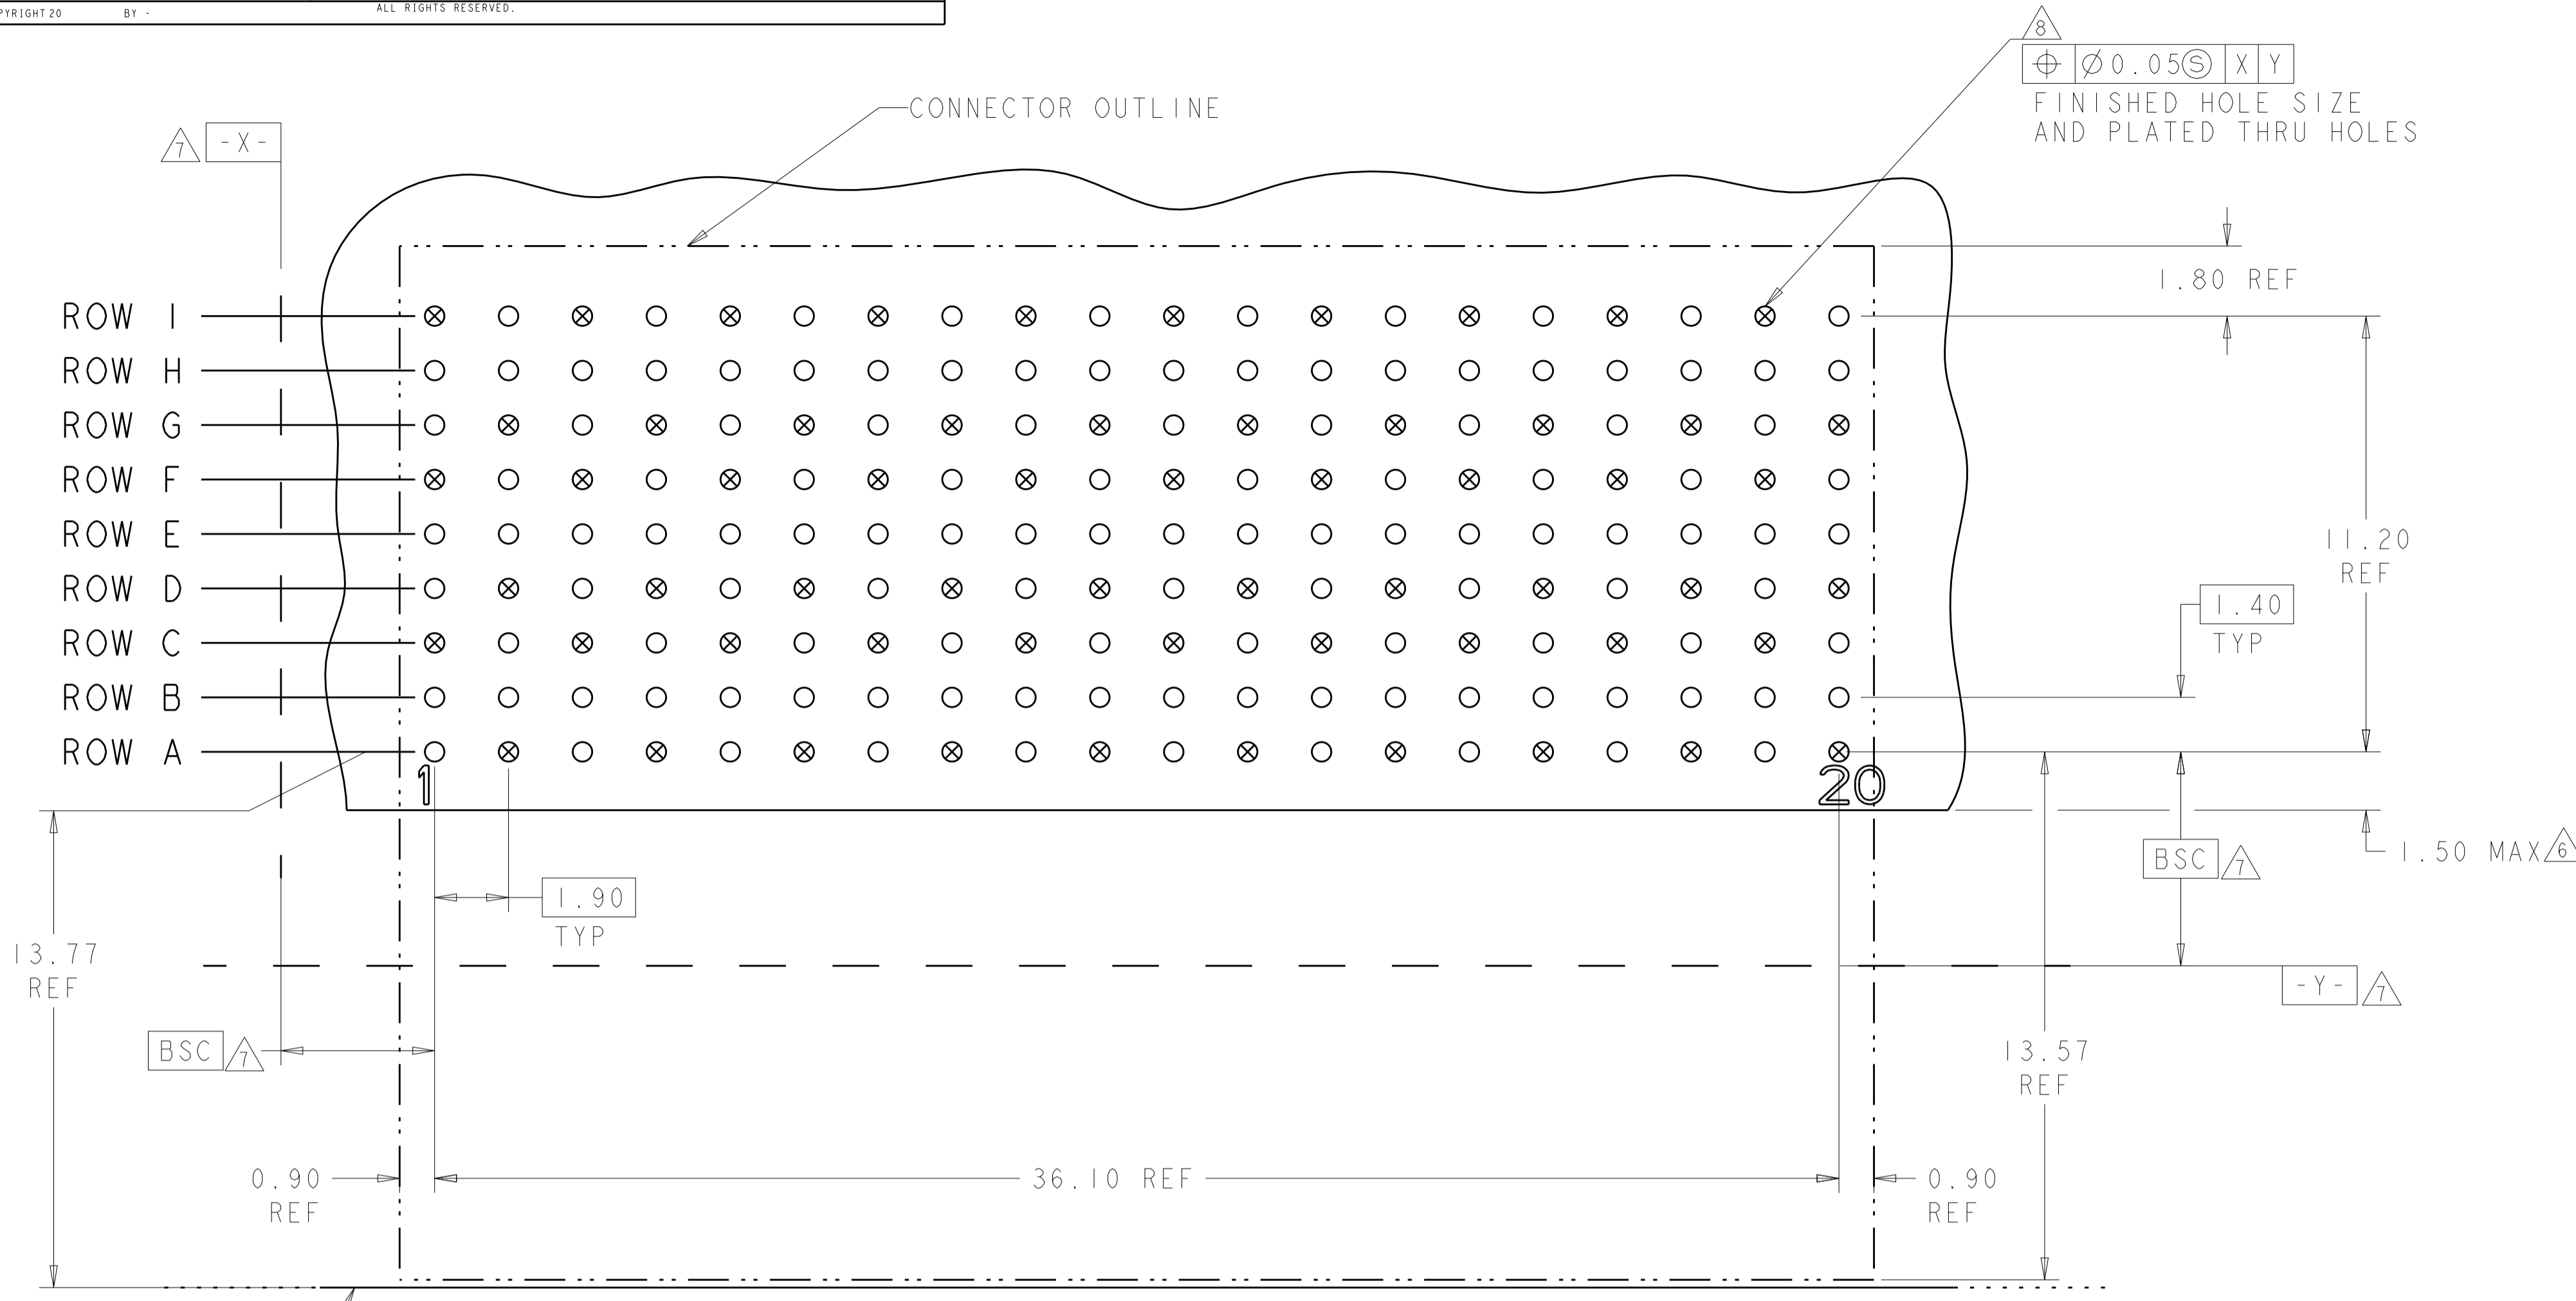 PYRIGHT 20 BY -
ALL RIGHTS RESERVED.
8
⌖ Ø0.05Ⓢ X Y
FINISHED HOLE SIZE
AND PLATED THRU HOLES
CONNECTOR OUTLINE
7 -X-
1.80 REF
ROW I
ROW H
ROW G
ROW F
ROW E
ROW D
ROW C
ROW B
ROW A
11.20
REF
1.40
TYP
1
20
1.50 MAX 6
BSC 7
1.90
TYP
13.77
REF
-Y- 7
BSC 7
13.57
REF
0.90
REF
36.10 REF
0.90
REF